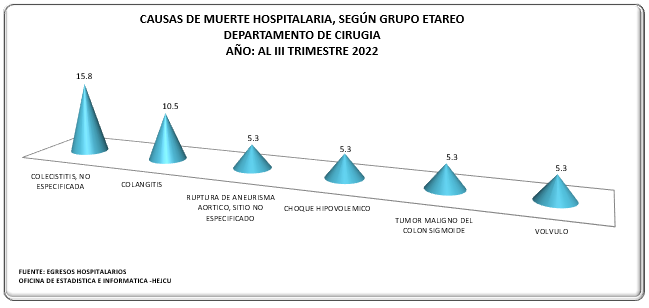 CAUSAS DE MUERTE HOSPITALARIA, SEGÚN GRUPO ETAREO
DEPARTAMENTO DE CIRUGIA
AÑO: AL III TRIMESTRE 2022
15.8
10.5
5.3
5.3
5.3
5.3
COLECISTITIS, NO
ESPECIFICADA
COLANGITIS
RUPTURA DE ANEURISMA
AORTICO, SITIO NO
ESPECIFICADO
CHOQUE HIPOVOLEMICO
TUMOR MALIGNO DEL
COLON SIGMOIDE
VOLVULO
FUENTE: EGRESOS HOSPITALARIOS
OFICINA DE ESTADISTICA E INFORMATICA -HEJCU